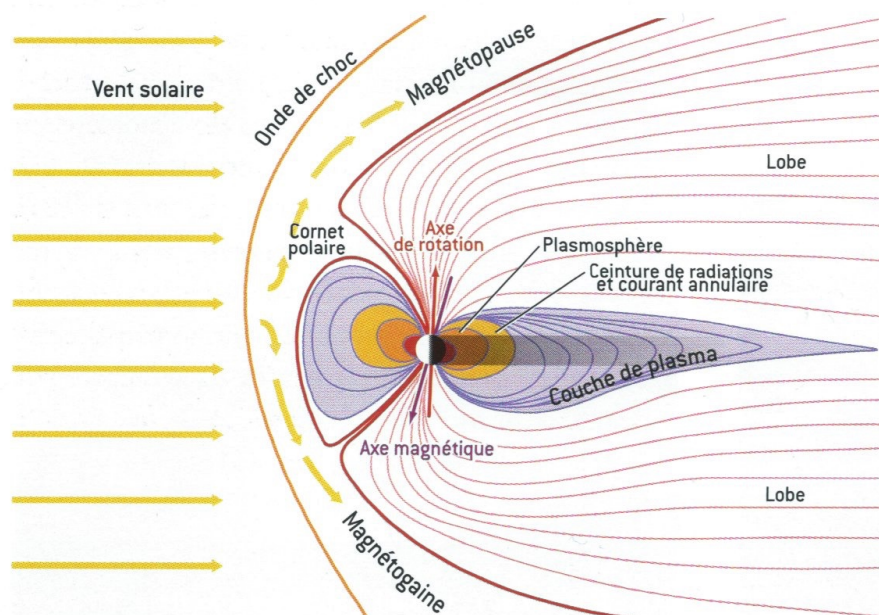 Vent solaire
Onde de choc
Magnétopause
Lobe
Cornet
polaire
Axe
de rotation
Plasmosphère
Ceinture de radiations
et courant annulaire
Couche de plasma
Axe magnétique
Lobe
Magnétogaine